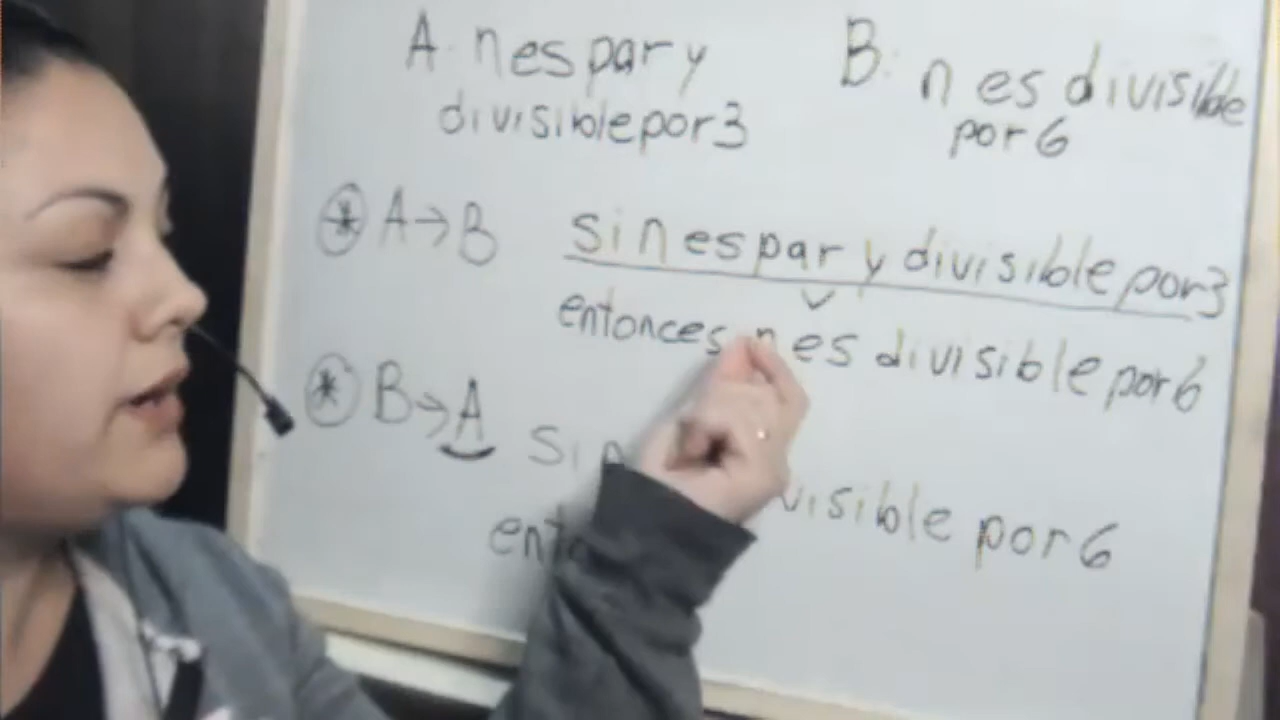 A: n es par y
divisible por 3
B: n es divisible
por 6
* A → B si n es par y divisible por 3
entonces n es divisible por 6
* B → A si n visible por 6
ento